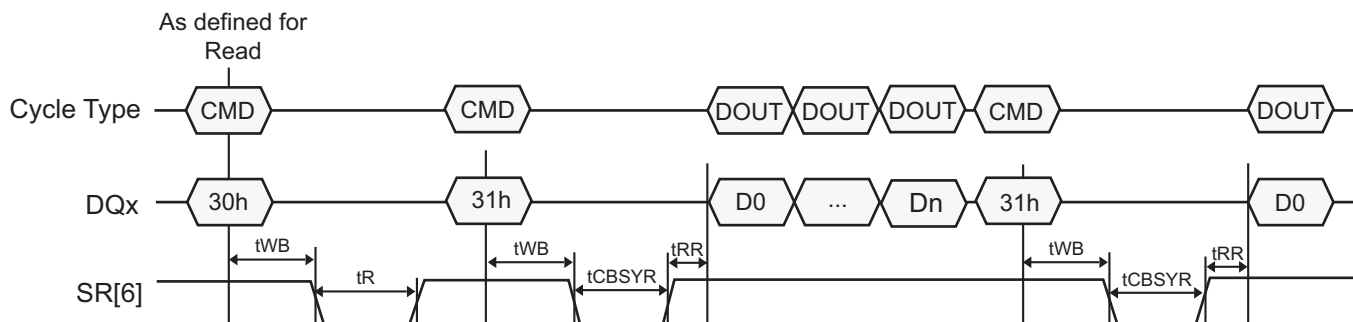 As defined for
Read
Cycle Type CMD CMD DOUT DOUT DOUT CMD DOUT
DQx 30h 31h D0 ... Dn 31h D0
tWB tR tWB tCBSYR tRR tWB tCBSYR tRR
SR[6]